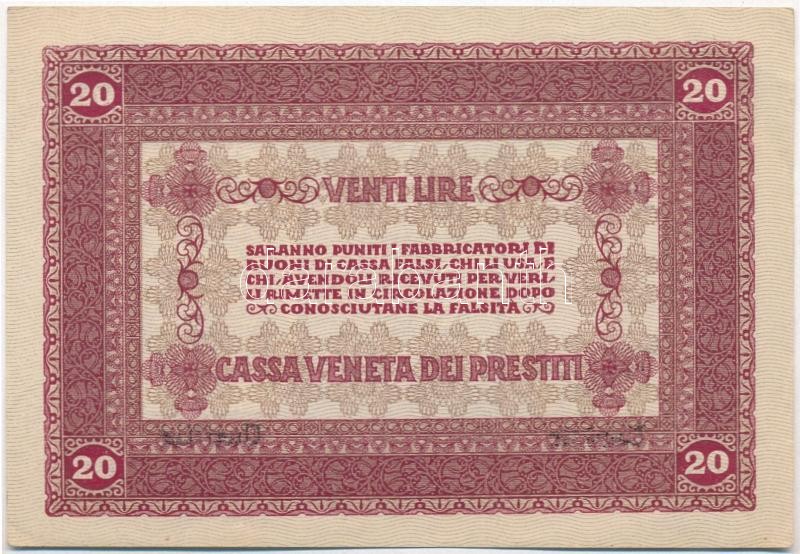 20 20
VENTI LIRE
SARANNO PUNITI I FABBRICATORI DI
BUONI DI CASSA FALSI, CHI LI USA E
CHI AVENDOLI RICEVUTI PER VERI,
LI RIMETTE IN CIRCOLAZIONE DOPO
CONOSCIUTANE LA FALSITÀ
CASSA VENETA DEI PRESTITI
20 20